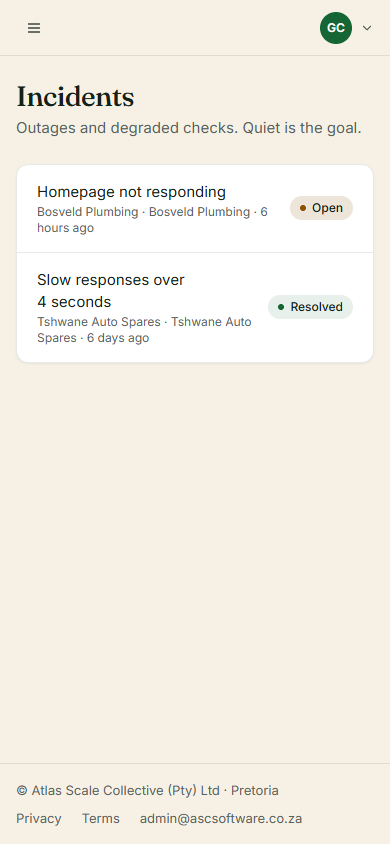 GC
Incidents
Outages and degraded checks. Quiet is the goal.
Homepage not responding
Bosveld Plumbing · Bosveld Plumbing · 6
hours ago
Open
Slow responses over
4 seconds
Tshwane Auto Spares · Tshwane Auto
Spares · 6 days ago
Resolved
© Atlas Scale Collective (Pty) Ltd · Pretoria
Privacy Terms admin@ascsoftware.co.za